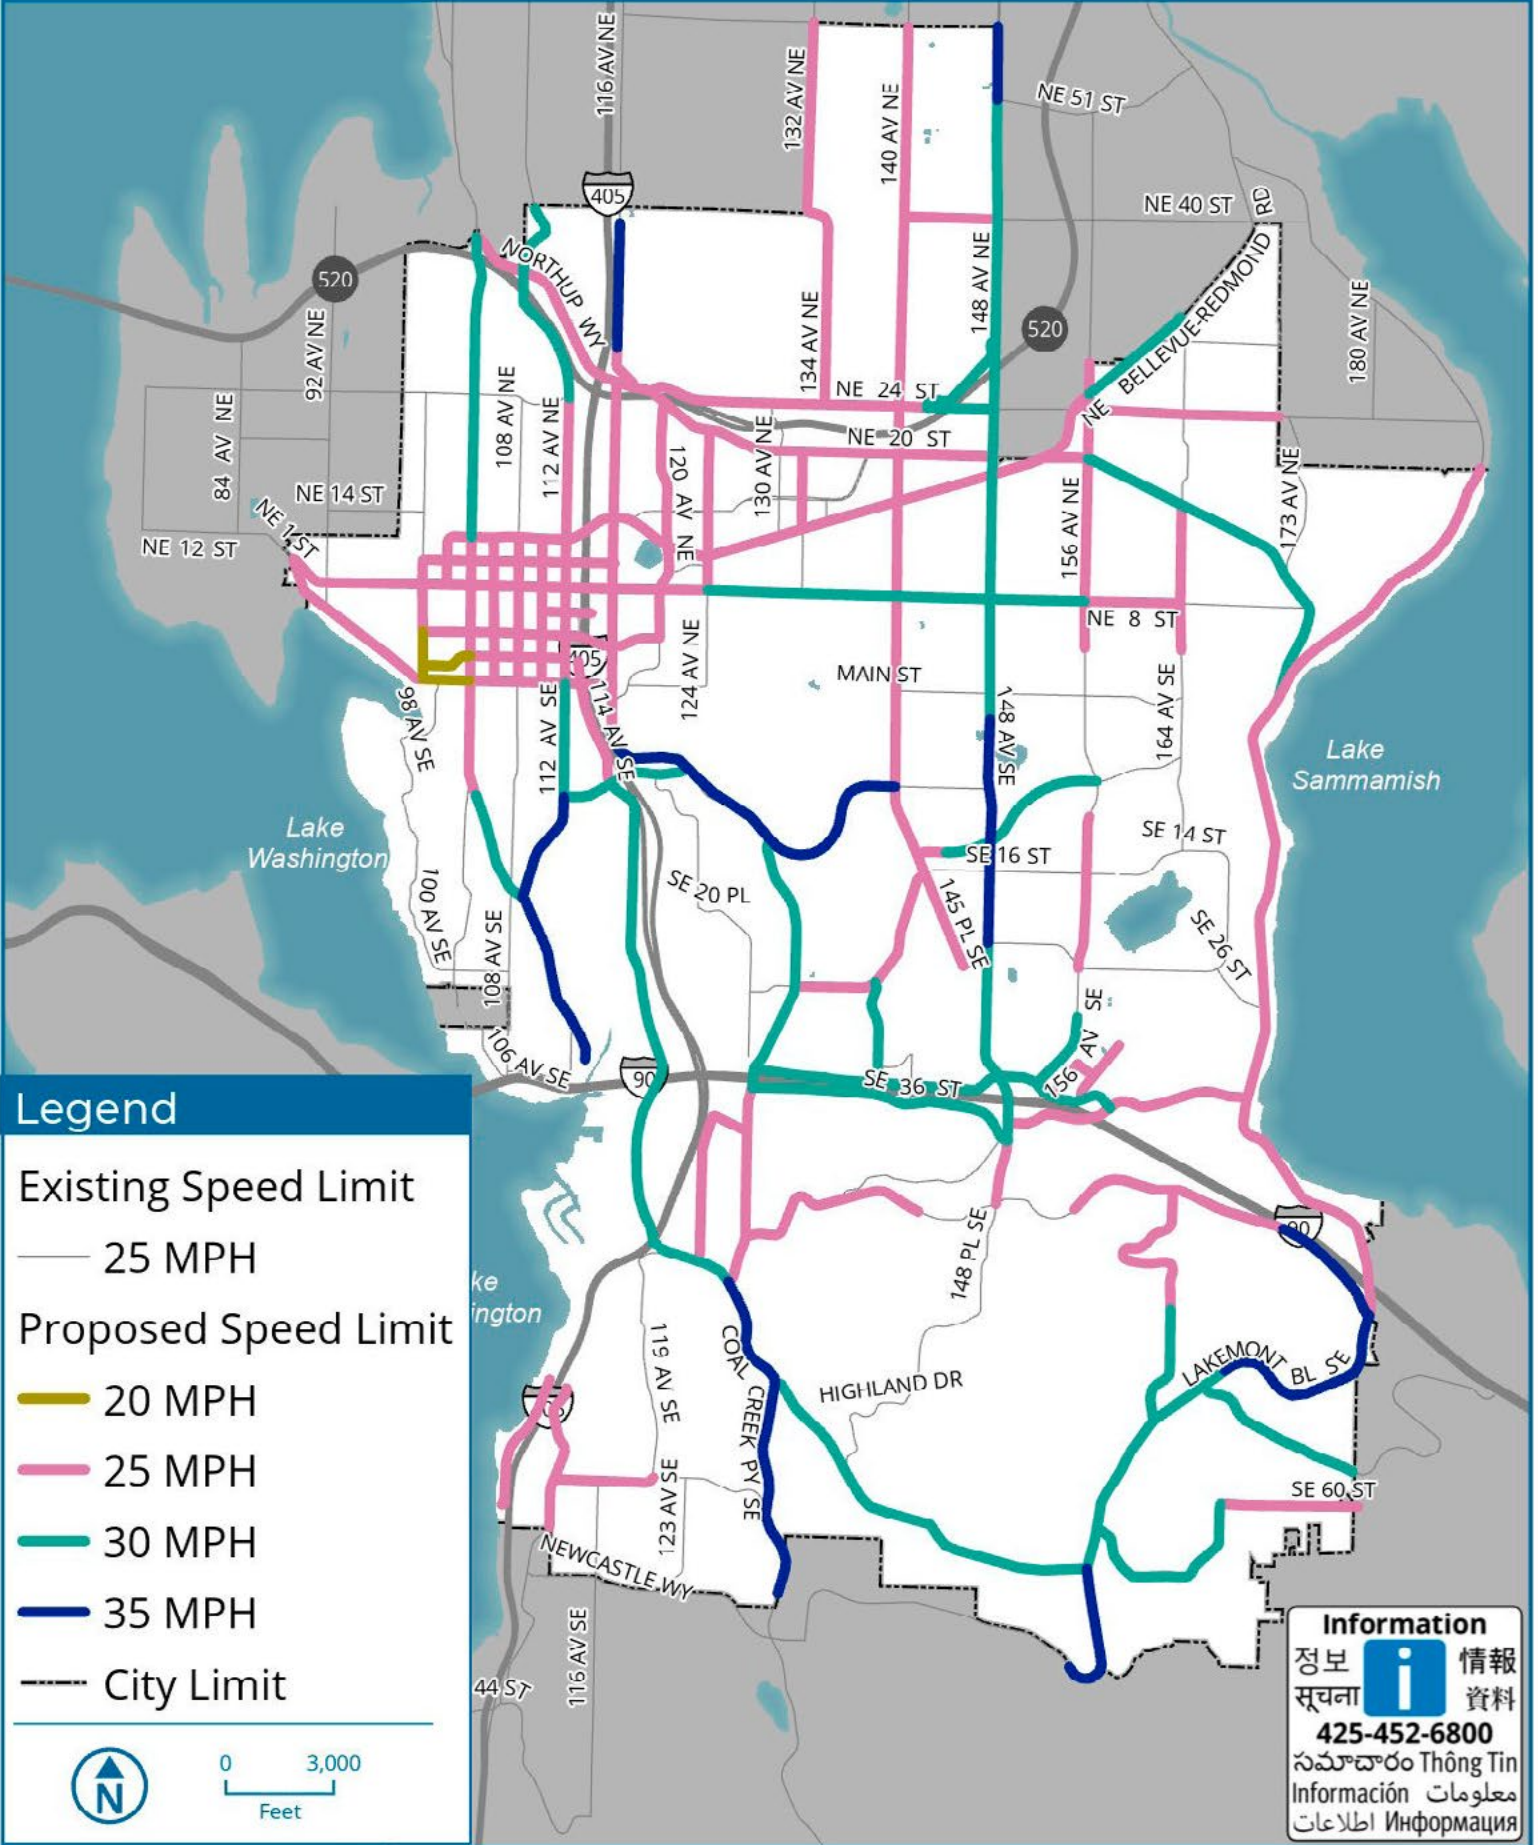 116 AV NE
132 AV NE
140 AV NE
NE 51 ST
405
NE 40 ST
RD
NORTHUP WY
520
148 AV NE
BELLEVUE-REDMOND
NE
520
92 AV NE
134 AV NE
180 AV NE
108 AV NE
NE 24 ST
84 AV NE
112 AV NE
NE 20 ST
130 AV NE
120 AV NE
NE 14 ST
NE 1 ST
NE 12 ST
156 AV NE
173 AV NE
NE 8 ST
405
124 AV NE
MAIN ST
98 AV SE
112 AV SE
114 AV SE
148 AV SE
164 AV SE
Lake
Sammamish
Lake
Washington
SE 14 ST
SE 16 ST
100 AV SE
SE 20 PL
145 PL SE
SE 26 ST
108 AV SE
156 AV SE
106 AV SE
90
SE 36 ST
148 PL SE
90
ke
ington
119 AV SE
COAL CREEK PY SE
HIGHLAND DR
LAKEMONT BL SE
123 AV SE
SE 60 ST
NEWCASTLE WY
116 AV SE
44 ST
Legend
Existing Speed Limit
25 MPH
Proposed Speed Limit
20 MPH
25 MPH
30 MPH
35 MPH
City Limit
0 3,000
Feet
N
Information
정보 i 情報
सूचना 資料
425-452-6800
సమాచారం Thông Tin
Información معلومات
اطلاعات Информация